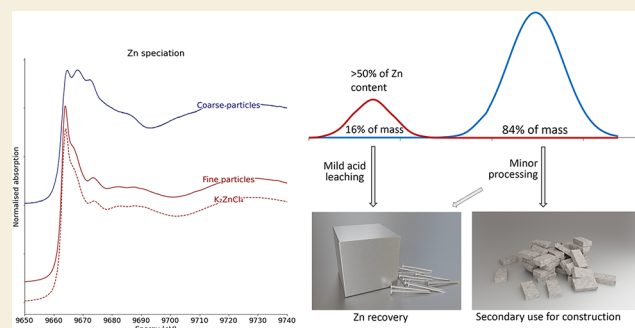 Zn speciation
Normalised absorption
Coarse particles
Fine particles
K₂ZnCl₄
9650 9660 9670 9680 9690 9700 9710 9720 9730 9740
Energy (eV)
>50% of Zn
content
16% of mass
84% of mass
Mild acid
leaching
Minor
processing
Zn recovery
Secondary use for construction